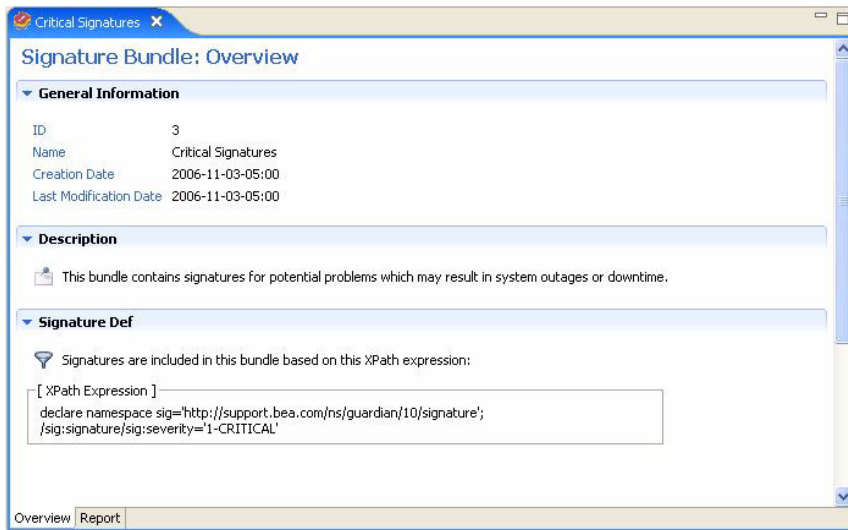 Critical Signatures
Signature Bundle: Overview
General Information
ID 3
Name Critical Signatures
Creation Date 2006-11-03-05:00
Last Modification Date 2006-11-03-05:00
Description
This bundle contains signatures for potential problems which may result in system outages or downtime.
Signature Def
Signatures are included in this bundle based on this XPath expression:
[ XPath Expression ]
declare namespace sig='http://support.bea.com/ns/guardian/10/signature';
/sig:signature/sig:severity='1-CRITICAL'
Overview Report